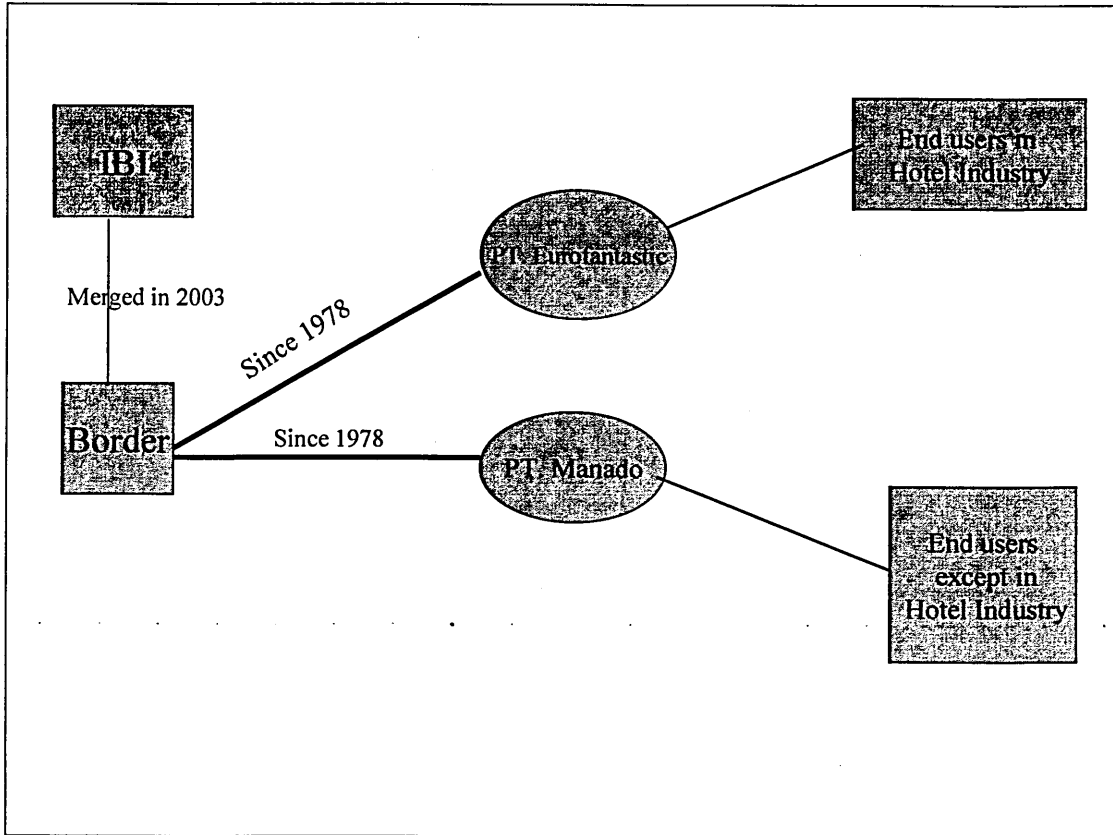 IBI
End users in
Hotel Industry
PT. Eurofantastic
Merged in 2003
Since 1978
Border
Since 1978
PT. Manado
End users
except in
Hotel Industry